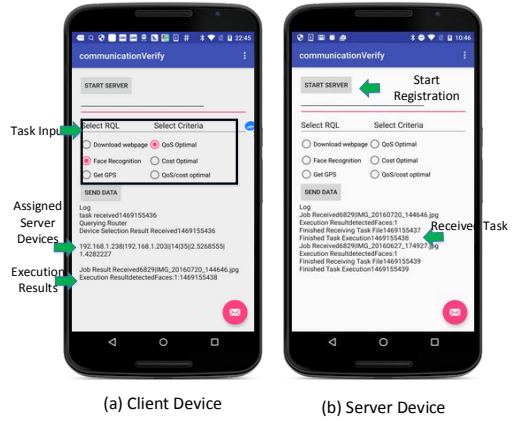 22:45
communicationVerify
START SERVER
Task Input
Select RQL Select Criteria
Download webpage QoS Optimal
Face Recognition Cost Optimal
Get GPS QoS/cost optimal
SEND DATA
Log
task received1469155436
Querying Router
Device Selection Result Received1469155436
Assigned
Server
Devices
192.168.1.238|192.168.1.203|14|35|2.5268555|
1.4282227
Execution
Results
Job Result Received6829|IMG_20160720_144646.jpg
Execution ResultdetectedFaces:1:1469155438
(a) Client Device
10:46
communicationVerify
START SERVER
Start
Registration
Select RQL Select Criteria
Download webpage QoS Optimal
Face Recognition Cost Optimal
Get GPS QoS/cost optimal
SEND DATA
Log
Job Received6829|IMG_20160720_144646.jpg
Execution ResultdetectedFaces:1
Finished Receiving Task File1469155437
Finished Task Execution1469155438
Job Received6829|IMG_20160627_174927.jpg
Execution ResultdetectedFaces:1
Finished Receiving Task File1469155439
Finished Task Execution1469155439
Received Task
(b) Server Device